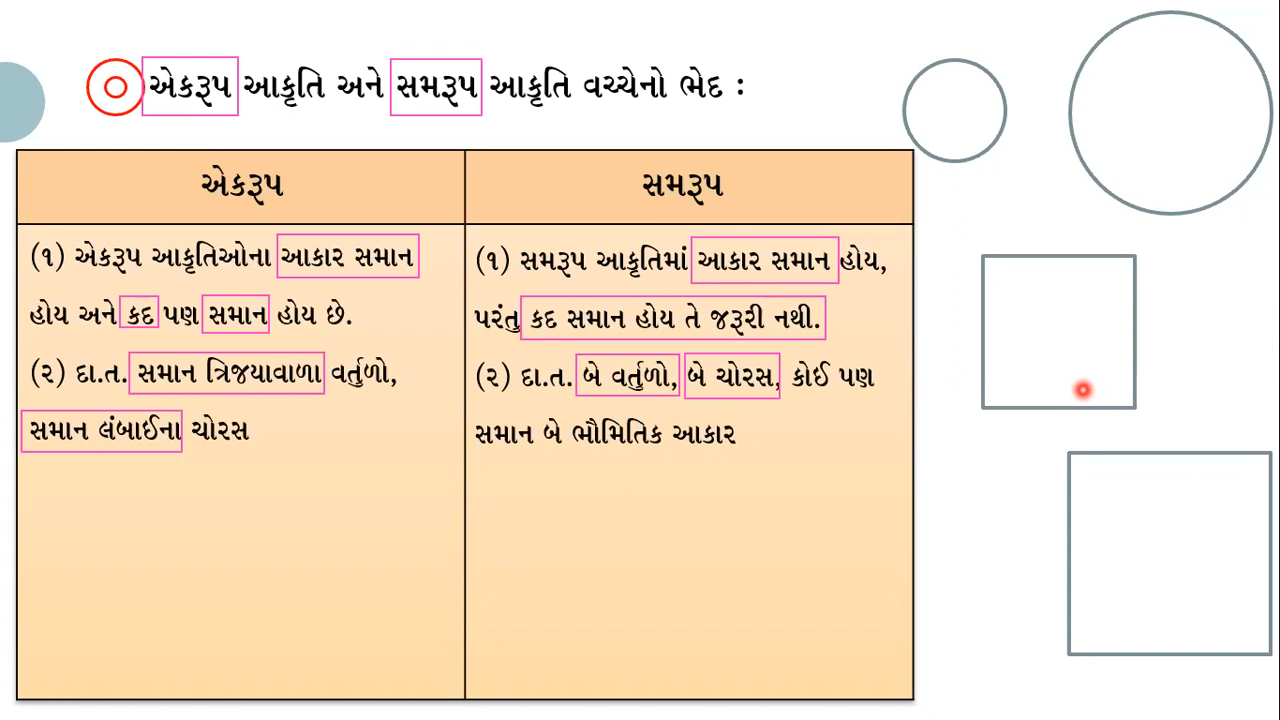 એકરૂપ આકૃતિ અને સમરૂપ આકૃતિ વચ્ચેનો ભેદ :
એકરૂપ
(૧) એકરૂપ આકૃતિઓના આકાર સમાન
હોય અને કદ પણ સમાન હોય છે.
(૨) દા.ત. સમાન ત્રિજયાવાળા વર્તુળો,
સમાન લંબાઈના ચોરસ
સમરૂપ
(૧) સમરૂપ આકૃતિમાં આકાર સમાન હોય,
પરંતુ કદ સમાન હોય તે જરૂરી નથી.
(૨) દા.ત. બે વર્તુળો, બે ચોરસ, કોઈ પણ
સમાન બે ભૌમિતિક આકાર